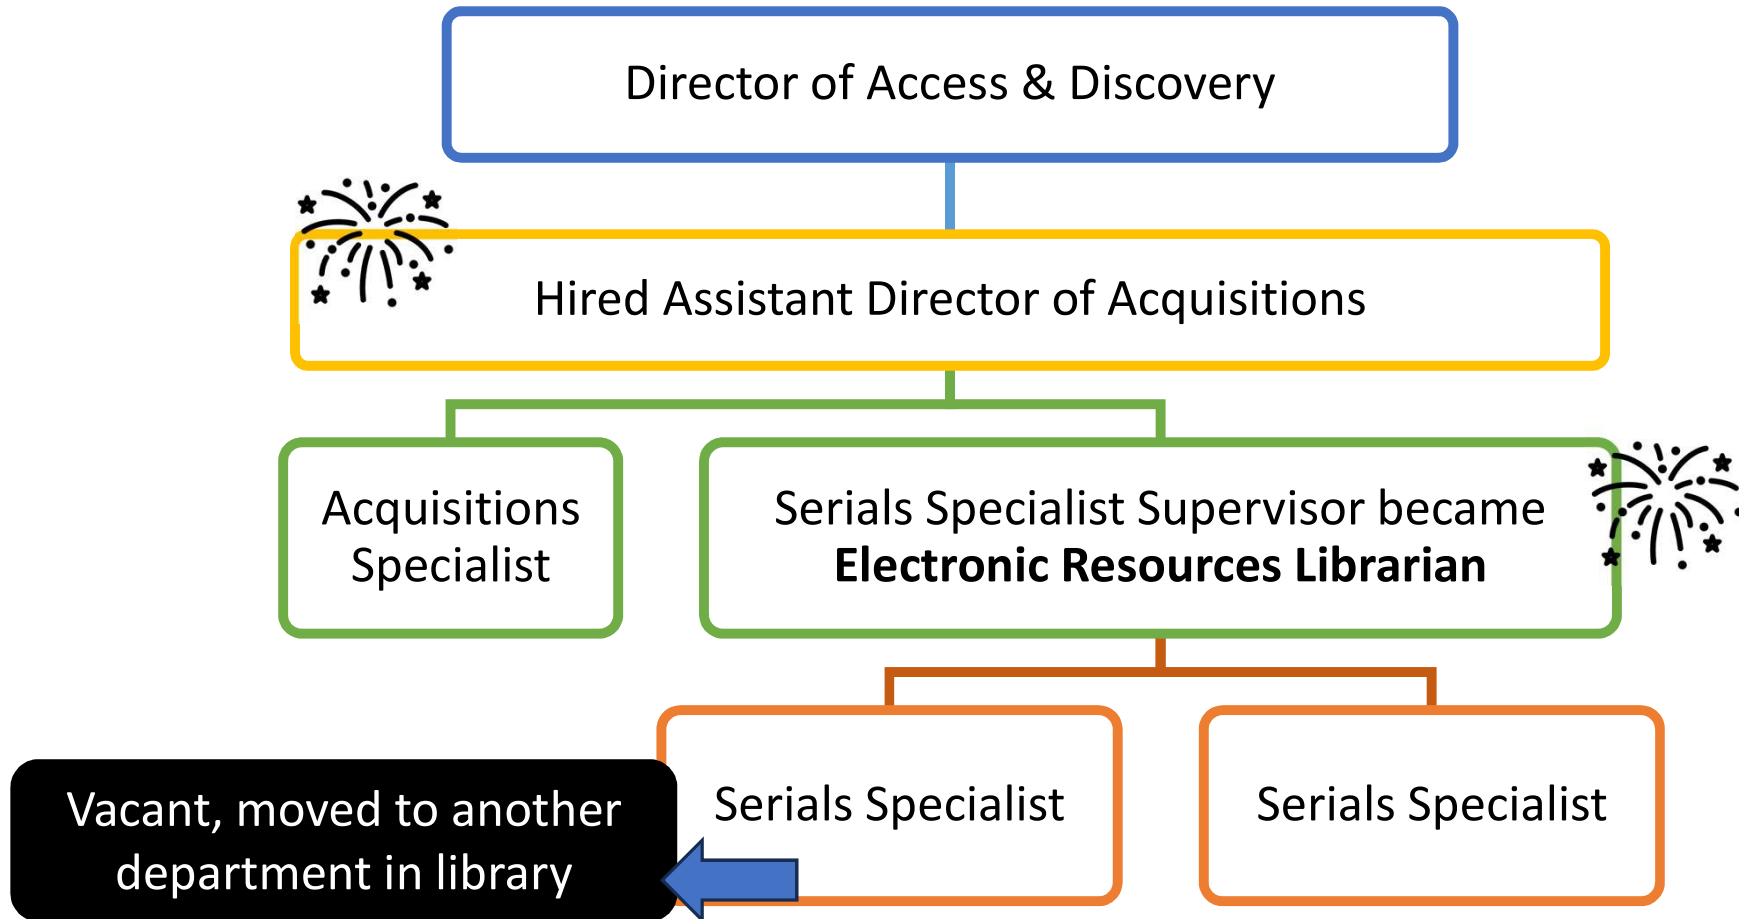 Director of Access & Discovery
Hired Assistant Director of Acquisitions
Acquisitions
Specialist
Serials Specialist Supervisor became
Electronic Resources Librarian
Vacant, moved to another
department in library
Serials Specialist
Serials Specialist